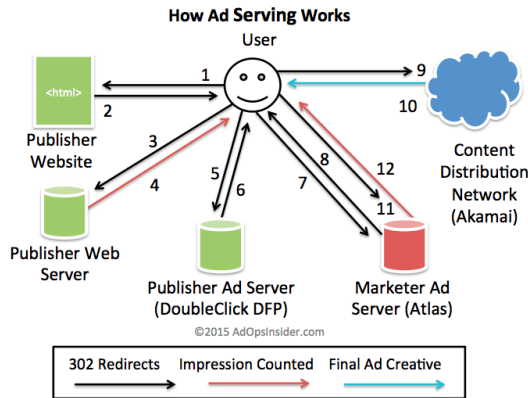 How Ad Serving Works
User
1
9
<html>
2
10
Publisher
Website
3
4
12
8
5
6
7
11
Content
Distribution
Network
(Akamai)
Publisher Web
Server
Publisher Ad Server
(DoubleClick DFP)
Marketer Ad
Server (Atlas)
©2015 AdOpsInsider.com
302 Redirects Impression Counted Final Ad Creative